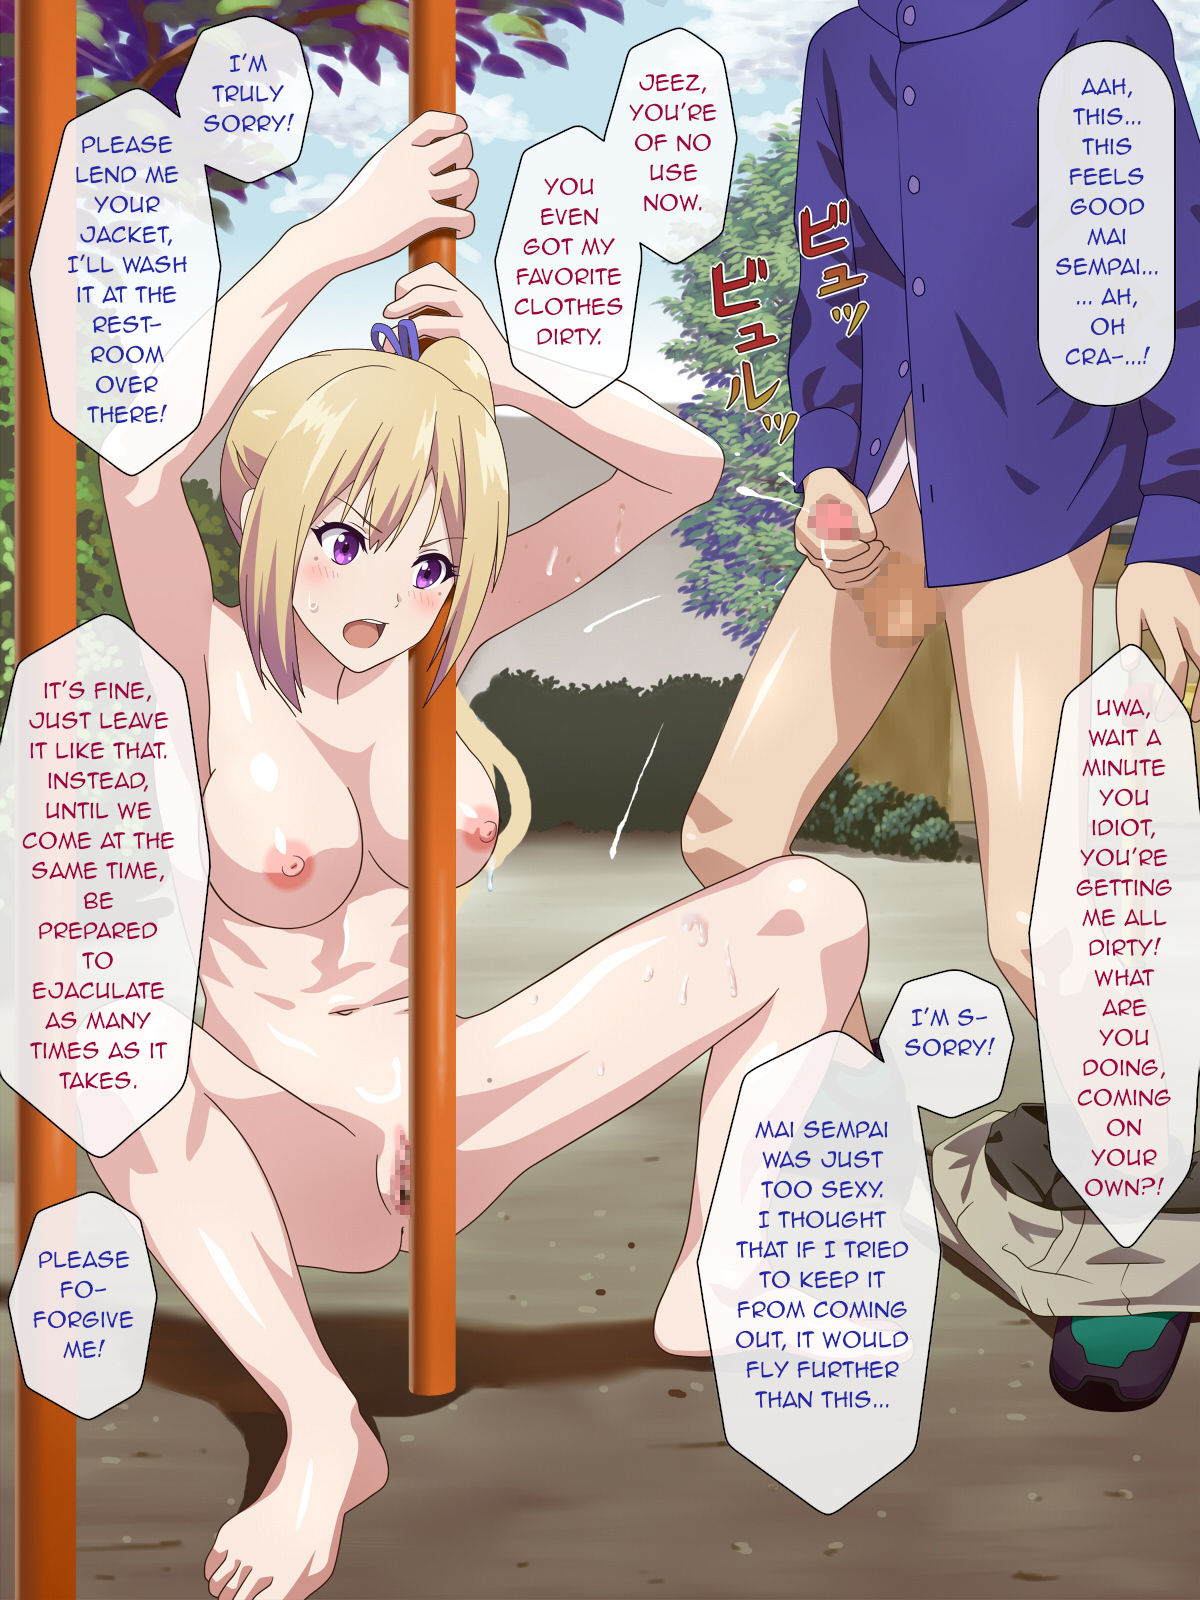 AAH,
THIS...
THIS
FEELS
GOOD
MAI
SEMPAI...
... AH,
OH
CRA-...!
ビュッ
ビュルッ
UWA,
WAIT A
MINUTE
YOU
IDIOT,
YOU'RE
GETTING
ME ALL
DIRTY!
WHAT
ARE
YOU
DOING,
COMING
ON
YOUR
OWN?!
I'M S-
SORRY!
MAI SEMPAI
WAS JUST
TOO SEXY.
I THOUGHT
THAT IF I TRIED
TO KEEP IT
FROM COMING
OUT, IT WOULD
FLY FURTHER
THAN THIS...
JEEZ,
YOU'RE
OF NO
USE
NOW.
YOU
EVEN
GOT MY
FAVORITE
CLOTHES
DIRTY.
I'M
TRULY
SORRY!
PLEASE
LEND ME
YOUR
JACKET,
I'LL WASH
IT AT THE
REST-
ROOM
OVER
THERE!
IT'S FINE,
JUST LEAVE
IT LIKE THAT.
INSTEAD,
UNTIL WE
COME AT THE
SAME TIME,
BE
PREPARED
TO
EJACULATE
AS MANY
TIMES AS IT
TAKES.
PLEASE
FO-
FORGIVE
ME!